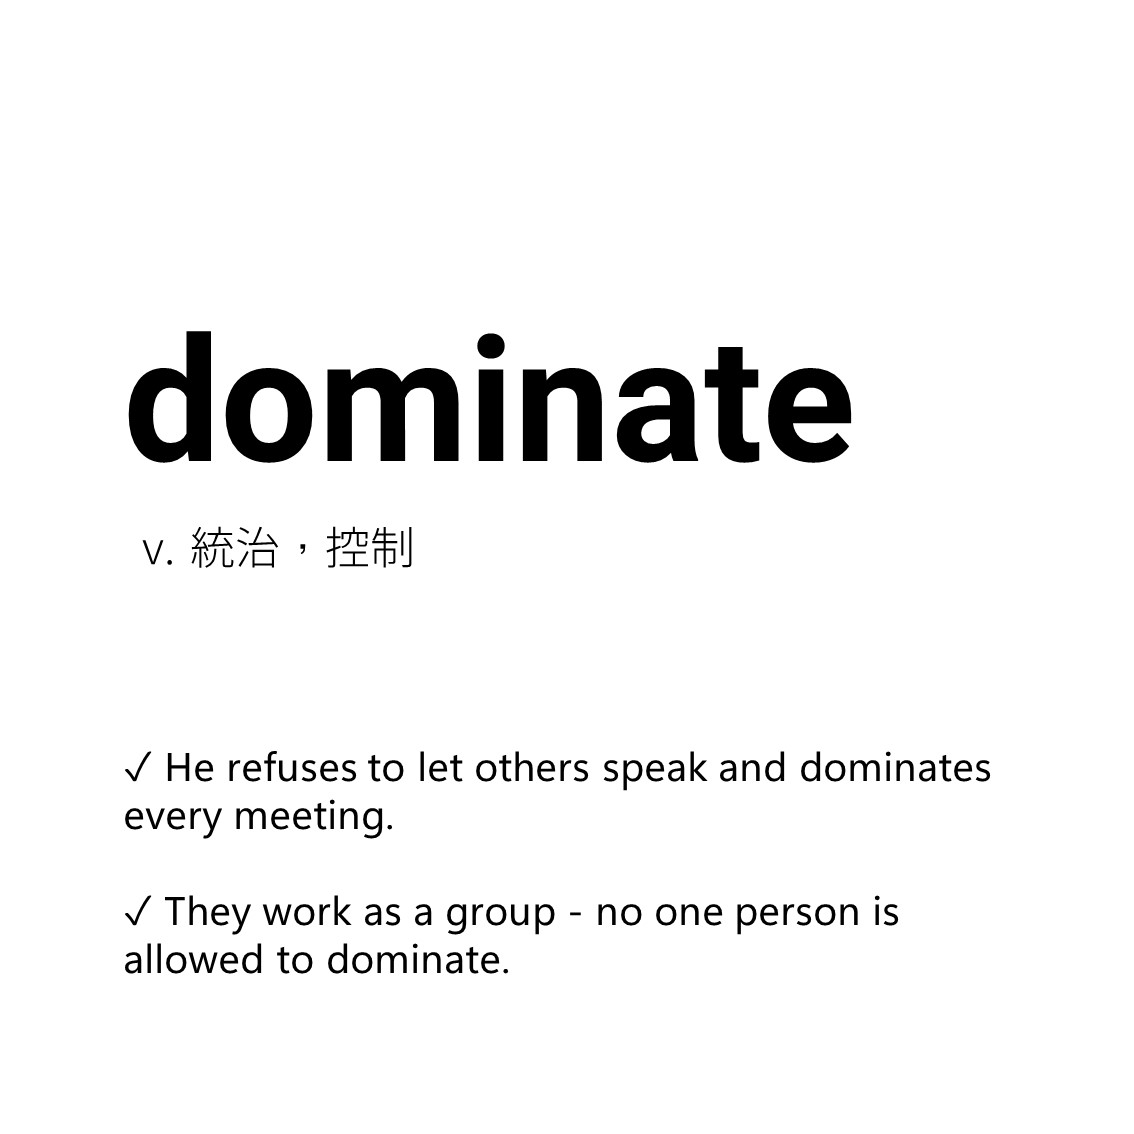 dominate
v. 統治，控制
✓ He refuses to let others speak and dominates
every meeting.
✓ They work as a group - no one person is
allowed to dominate.